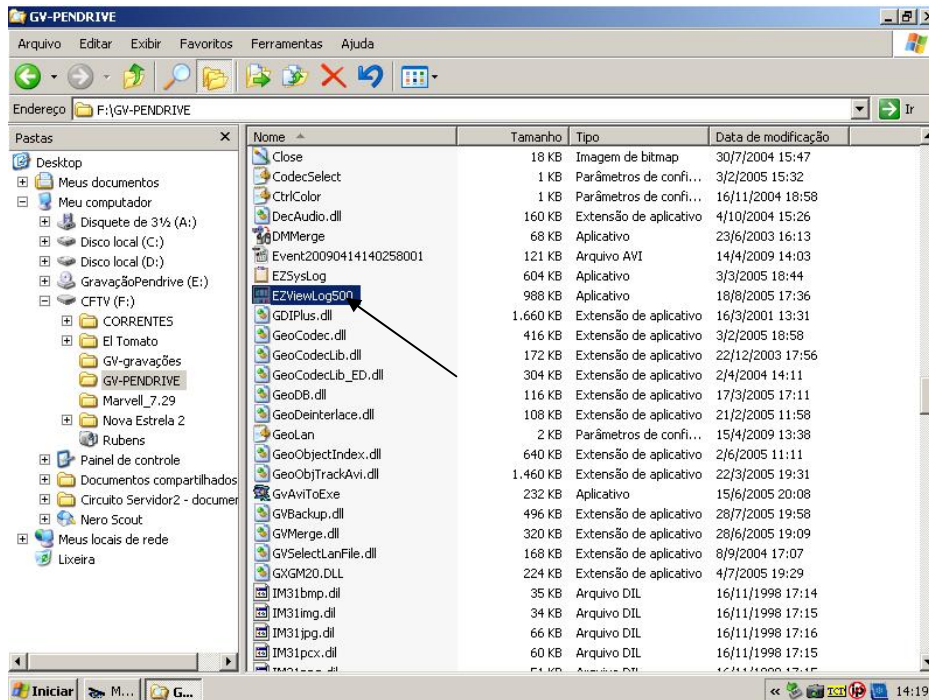 GV-PENDRIVE
Arquivo Editar Exibir Favoritos Ferramentas Ajuda
Endereço F:\GV-PENDRIVE Ir
Pastas
Desktop
Meus documentos
Meu computador
Disquete de 3½ (A:)
Disco local (C:)
Disco local (D:)
GravaçãoPendrive (E:)
CFTV (F:)
CORRENTES
El Tomato
GV-gravações
GV-PENDRIVE
Marvell_7.29
Nova Estrela 2
Rubens
Painel de controle
Documentos compartilhados
Circuito Servidor2 - documer
Nero Scout
Meus locais de rede
Lixeira
Nome Tamanho Tipo Data de modificação
Close 18 KB Imagem de bitmap 30/7/2004 15:47
CodecSelect 1 KB Parâmetros de confi... 3/2/2005 15:32
CtrlColor 1 KB Parâmetros de confi... 16/11/2004 18:58
DecAudio.dll 160 KB Extensão de aplicativo 4/10/2004 15:26
DMMerge 68 KB Aplicativo 23/6/2003 16:13
Event20090414140258001 121 KB Arquivo AVI 14/4/2009 14:03
EZSysLog 604 KB Aplicativo 3/3/2005 18:44
EZViewLog500 988 KB Aplicativo 18/8/2005 17:36
GDIPlus.dll 1.660 KB Extensão de aplicativo 16/3/2001 13:31
GeoCodec.dll 416 KB Extensão de aplicativo 3/2/2005 18:58
GeoCodecLib.dll 172 KB Extensão de aplicativo 22/12/2003 17:56
GeoCodecLib_ED.dll 304 KB Extensão de aplicativo 2/4/2004 14:11
GeoDB.dll 116 KB Extensão de aplicativo 17/3/2005 17:11
GeoDeinterlace.dll 108 KB Extensão de aplicativo 21/2/2005 11:58
GeoLan 2 KB Parâmetros de confi... 15/4/2009 13:38
GeoObjectIndex.dll 640 KB Extensão de aplicativo 2/6/2005 11:11
GeoObjTrackAvi.dll 1.460 KB Extensão de aplicativo 22/3/2005 19:31
GvAviToExe 232 KB Aplicativo 15/6/2005 20:08
GVBackup.dll 496 KB Extensão de aplicativo 28/7/2005 19:58
GVMerge.dll 320 KB Extensão de aplicativo 28/6/2005 19:09
GVSelectLanFile.dll 168 KB Extensão de aplicativo 8/9/2004 17:07
GXGM20.DLL 224 KB Extensão de aplicativo 4/7/2005 19:29
IM31bmp.dil 35 KB Arquivo DIL 16/11/1998 17:14
IM31img.dil 34 KB Arquivo DIL 16/11/1998 17:15
IM31jpg.dil 66 KB Arquivo DIL 16/11/1998 17:16
IM31pcx.dil 60 KB Arquivo DIL 16/11/1998 17:15
Iniciar M... G... 14:19